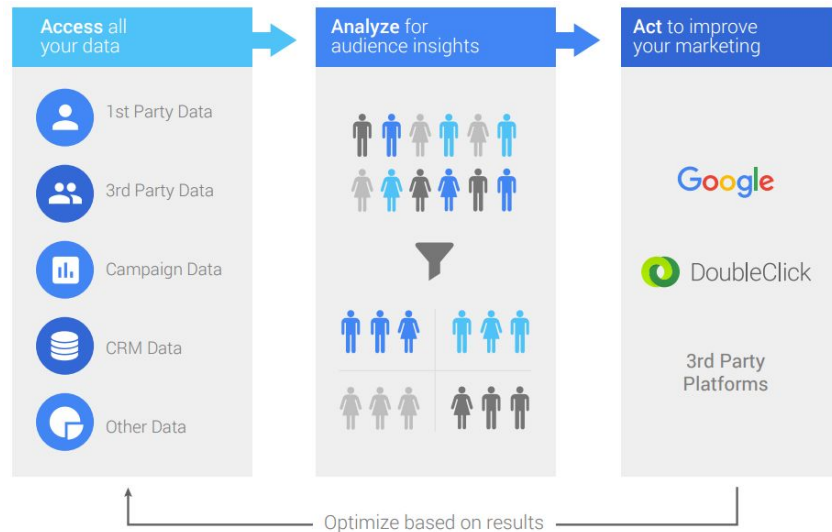 Access all
your data
Analyze for
audience insights
Act to improve
your marketing
1st Party Data
3rd Party Data
Campaign Data
CRM Data
Other Data
Google
DoubleClick
3rd Party
Platforms
Optimize based on results